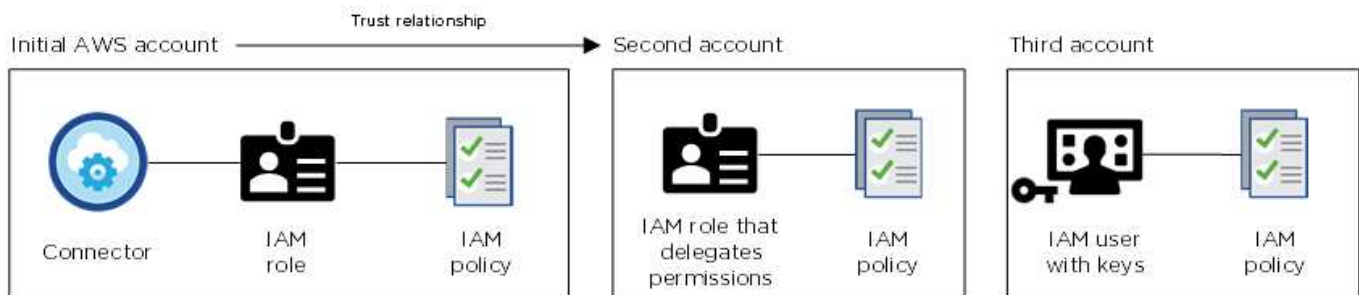 Trust relationship
Initial AWS account
Second account
Third account
Connector
IAM
role
IAM
policy
IAM role that
delegates
permissions
IAM
policy
IAM user
with keys
IAM
policy